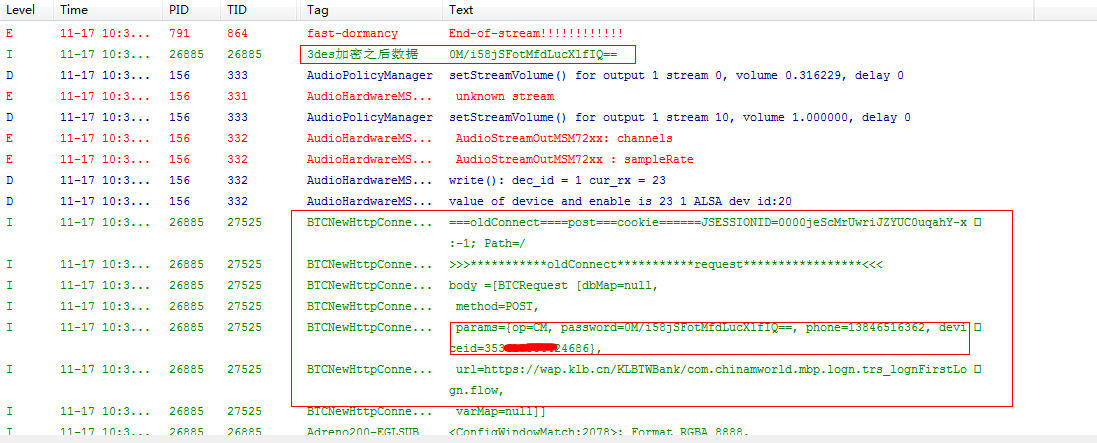 Level Time PID TID Tag Text
E 11-17 10:3... 791 864 fast-dormancy End-of-stream!!!!!!!!!!!!
I 11-17 10:3... 26885 26885 3des加密之后数据 0M/i58jSFotMfdLucXlfIQ==
D 11-17 10:3... 156 333 AudioPolicyManager setStreamVolume() for output 1 stream 0, volume 0.316229, delay 0
E 11-17 10:3... 156 331 AudioHardwareMS... unknown stream
D 11-17 10:3... 156 333 AudioPolicyManager setStreamVolume() for output 1 stream 10, volume 1.000000, delay 0
E 11-17 10:3... 156 332 AudioHardwareMS... AudioStreamOutMSM72xx: channels
E 11-17 10:3... 156 332 AudioHardwareMS... AudioStreamOutMSM72xx : sampleRate
D 11-17 10:3... 156 332 AudioHardwareMS... write(): dec_id = 1 cur_rx = 23
D 11-17 10:3... 156 332 AudioHardwareMS... value of device and enable is 23 1 ALSA dev id:20
I 11-17 10:3... 26885 27525 BTCNewHttpConne... ===oldConnect====post===cookie======JSESSIONID=0000jeScMrUwriJZYUC0uqahY-x
:-1; Path=/
I 11-17 10:3... 26885 27525 BTCNewHttpConne... >>>***********oldConnect***********request*****************<<<
I 11-17 10:3... 26885 27525 BTCNewHttpConne... body =[BTCRequest [dbMap=null,
I 11-17 10:3... 26885 27525 BTCNewHttpConne... method=POST,
I 11-17 10:3... 26885 27525 BTCNewHttpConne... params={op=CM, password=0M/i58jSFotMfdLucXlfIQ==, phone=13846516362, devi
ceid=353 24686},
I 11-17 10:3... 26885 27525 BTCNewHttpConne... url=https://wap.klb.cn/KLBTWBank/com.chinamworld.mbp.logn.trs_lognFirstLo
gn.flow,
I 11-17 10:3... 26885 27525 BTCNewHttpConne... varMap=null]]
I 11-17 10:3... 26885 26885 Adreno200-EGLSUB <ConfigWindowMatch:2078>: Format RGBA_8888.